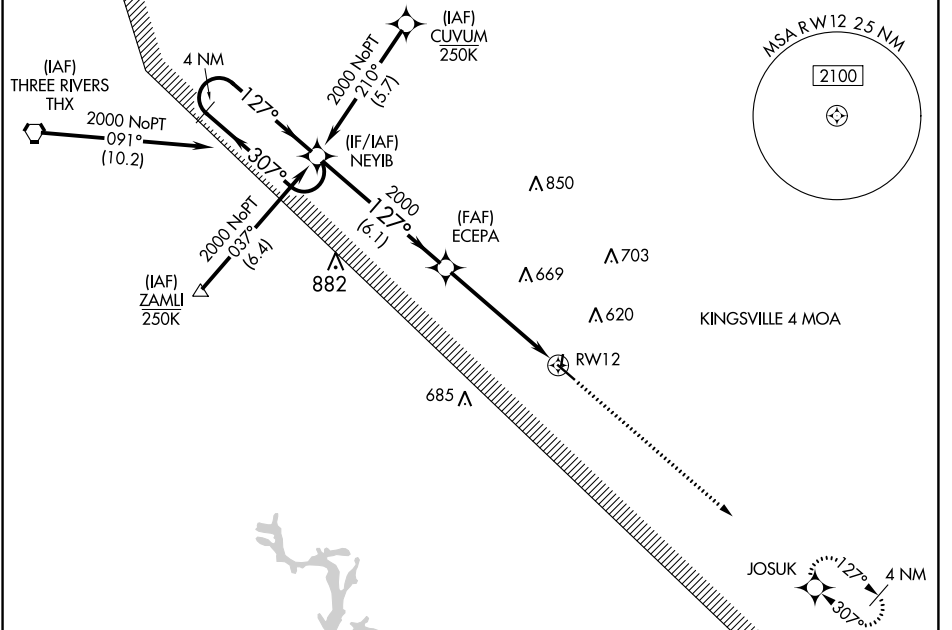 (IAF)
CUVUM
250K
2000 NoPT
210°
(5.7)
MSA RW12 25 NM
2100
(IAF)
THREE RIVERS
THX
2000 NoPT
091°
(10.2)
4 NM
127°
307°
(IF/IAF)
NEYIB
2000 NoPT
037°
(6.4)
(IAF)
ZAMLI
250K
2000
127°
(6.1)
(FAF)
ECEPA
850
703
669
620
882
685
KINGSVILLE 4 MOA
RW12
JOSUK
127°
307°
4 NM